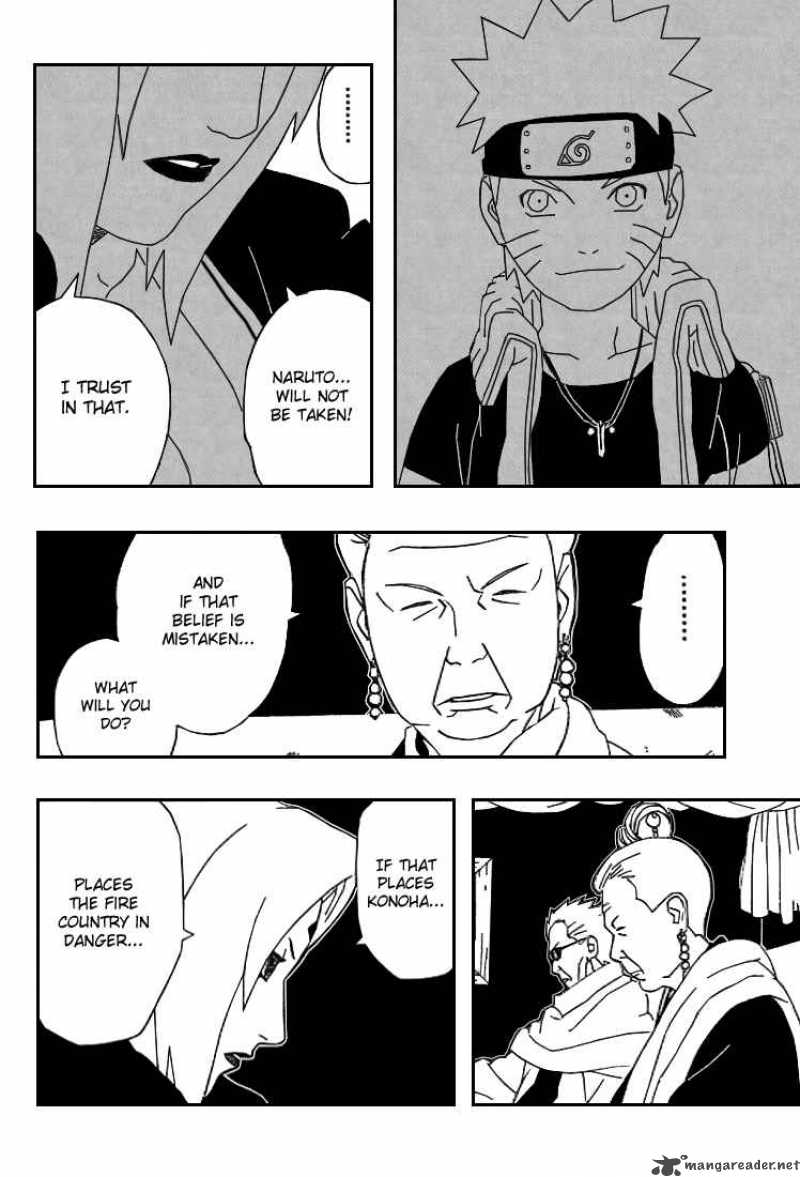 .........
NARUTO...
WILL NOT
BE TAKEN!
I TRUST
IN THAT.
.........
AND
IF THAT
BELIEF IS
MISTAKEN...
WHAT
WILL YOU
DO?
IF THAT
PLACES
KONOHA...
PLACES
THE FIRE
COUNTRY IN
DANGER...
mangareader.net